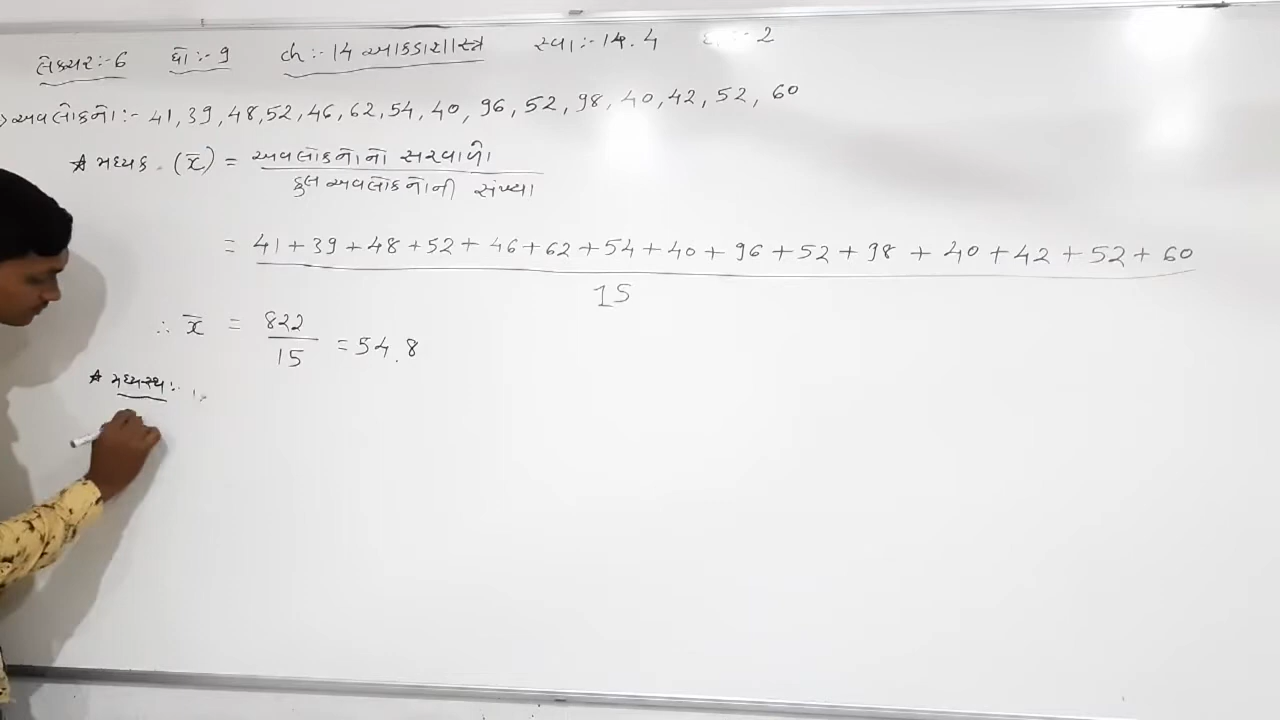 લેક્ચર:-6 ધો:-9 ch:-14 આંકડાશાસ્ત્ર સ્વા:-14.4 :-2
અવલોકનો:- 41,39,48,52,46,62,54,40,96,52,98,40,42,52,60
* મધ્યક (x̄) = અવલોકનોનો સરવાળો
કુલ અવલોકનોની સંખ્યા
= 41+39+48+52+46+62+54+40+96+52+98+40+42+52+60
15
∴ x̄ = 822
15 = 54.8
* મધ્યસ્થ:-